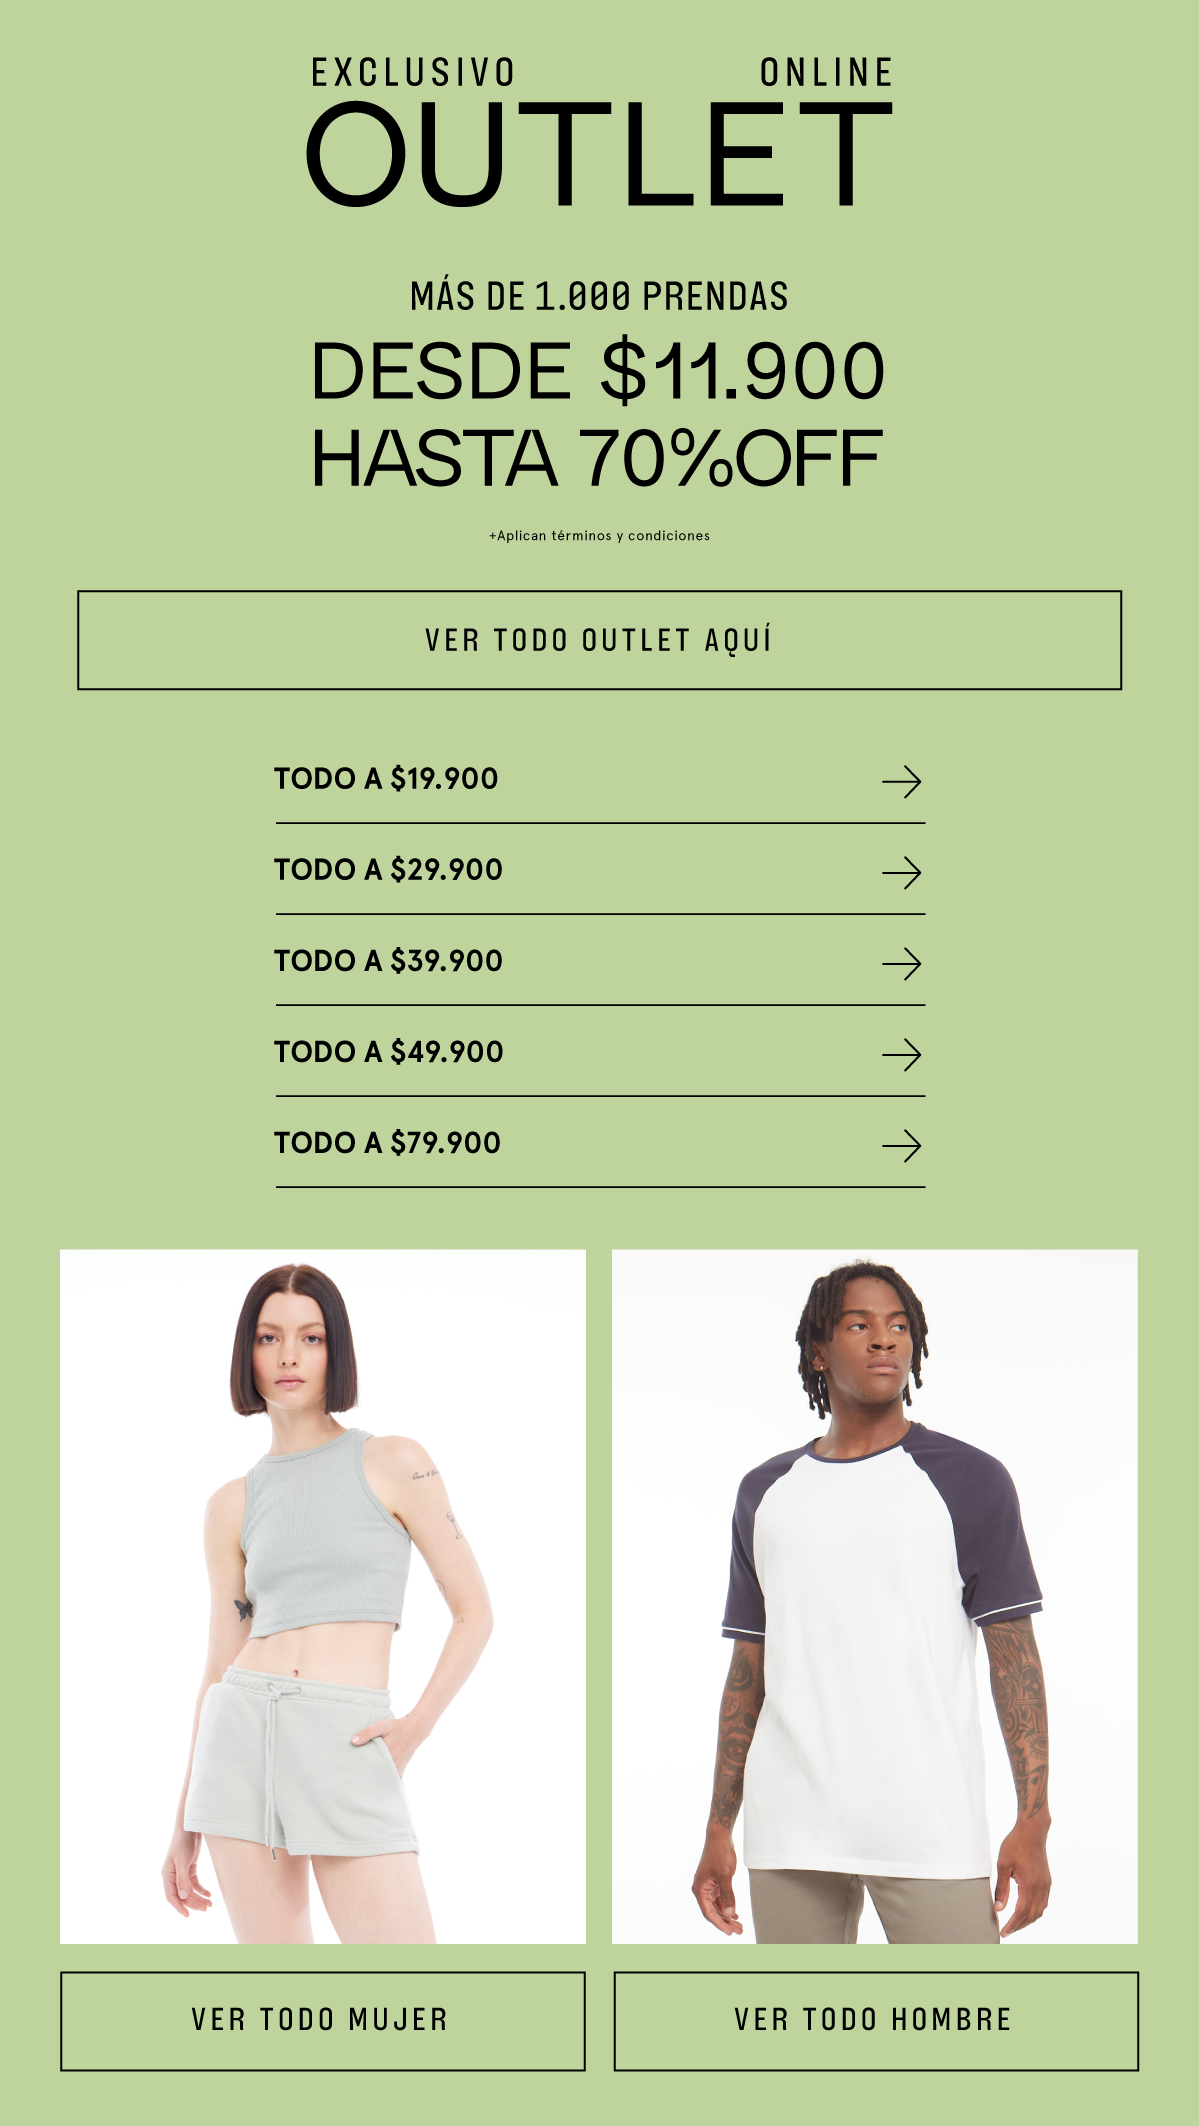 EXCLUSIVO ONLINE
OUTLET
MÁS DE 1.000 PRENDAS
DESDE $11.900
HASTA 70%OFF
+Aplican términos y condiciones
VER TODO OUTLET AQUÍ
TODO A $19.900
TODO A $29.900
TODO A $39.900
TODO A $49.900
TODO A $79.900
VER TODO MUJER
VER TODO HOMBRE